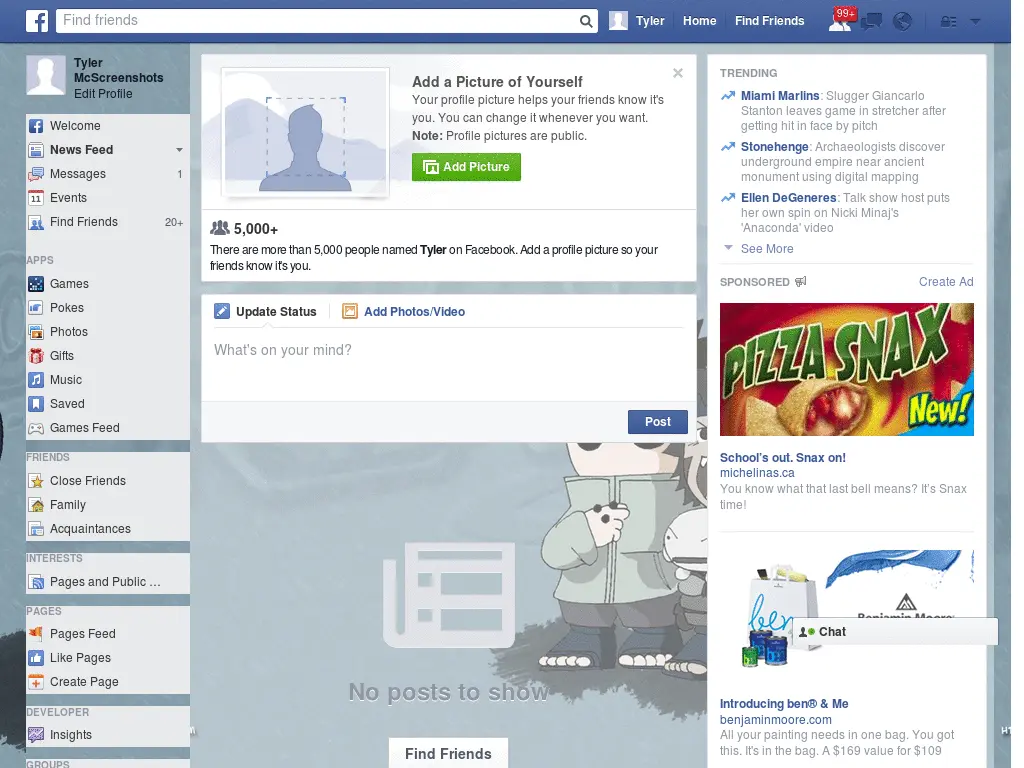 Find friends
Tyler
Home
Find Friends
99+
Tyler
McScreenshots
Edit Profile
Welcome
News Feed
Messages
1
11
Events
Find Friends
20+
APPS
Games
Pokes
Photos
Gifts
Music
Saved
Games Feed
FRIENDS
Close Friends
Family
Acquaintances
INTERESTS
Pages and Public ...
PAGES
Pages Feed
Like Pages
Create Page
DEVELOPER
Insights
GROUPS
Add a Picture of Yourself
Your profile picture helps your friends know it's
you. You can change it whenever you want.
Note: Profile pictures are public.
Add Picture
5,000+
There are more than 5,000 people named Tyler on Facebook. Add a profile picture so your
friends know it's you.
Update Status
Add Photos/Video
What's on your mind?
Post
No posts to show
Find Friends
TRENDING
Miami Marlins: Slugger Giancarlo
Stanton leaves game in stretcher after
getting hit in face by pitch
Stonehenge: Archaeologists discover
underground empire near ancient
monument using digital mapping
Ellen DeGeneres: Talk show host puts
her own spin on Nicki Minaj's
'Anaconda' video
See More
SPONSORED
Create Ad
PIZZA SNAX
New!
School's out. Snax on!
michelinas.ca
You know what that last bell means? It's Snax
time!
ben
Benjamin Moore
Chat
Introducing ben® & Me
benjaminmoore.com
All your painting needs in one bag. You got
this. It's in the bag. A $169 value for $109